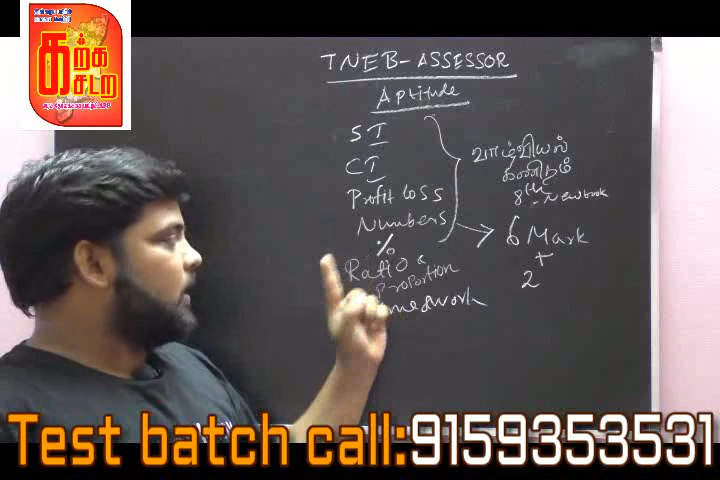 கற்க
சடற
TNEB-ASSESSOR
Aptitude
SI
CI
Profit loss
Numbers
%
Ratio &
Proportion
வாழ்வியல்
கணிதம்
8th - New book
6 Mark
+
2
Test batch call:9159353531